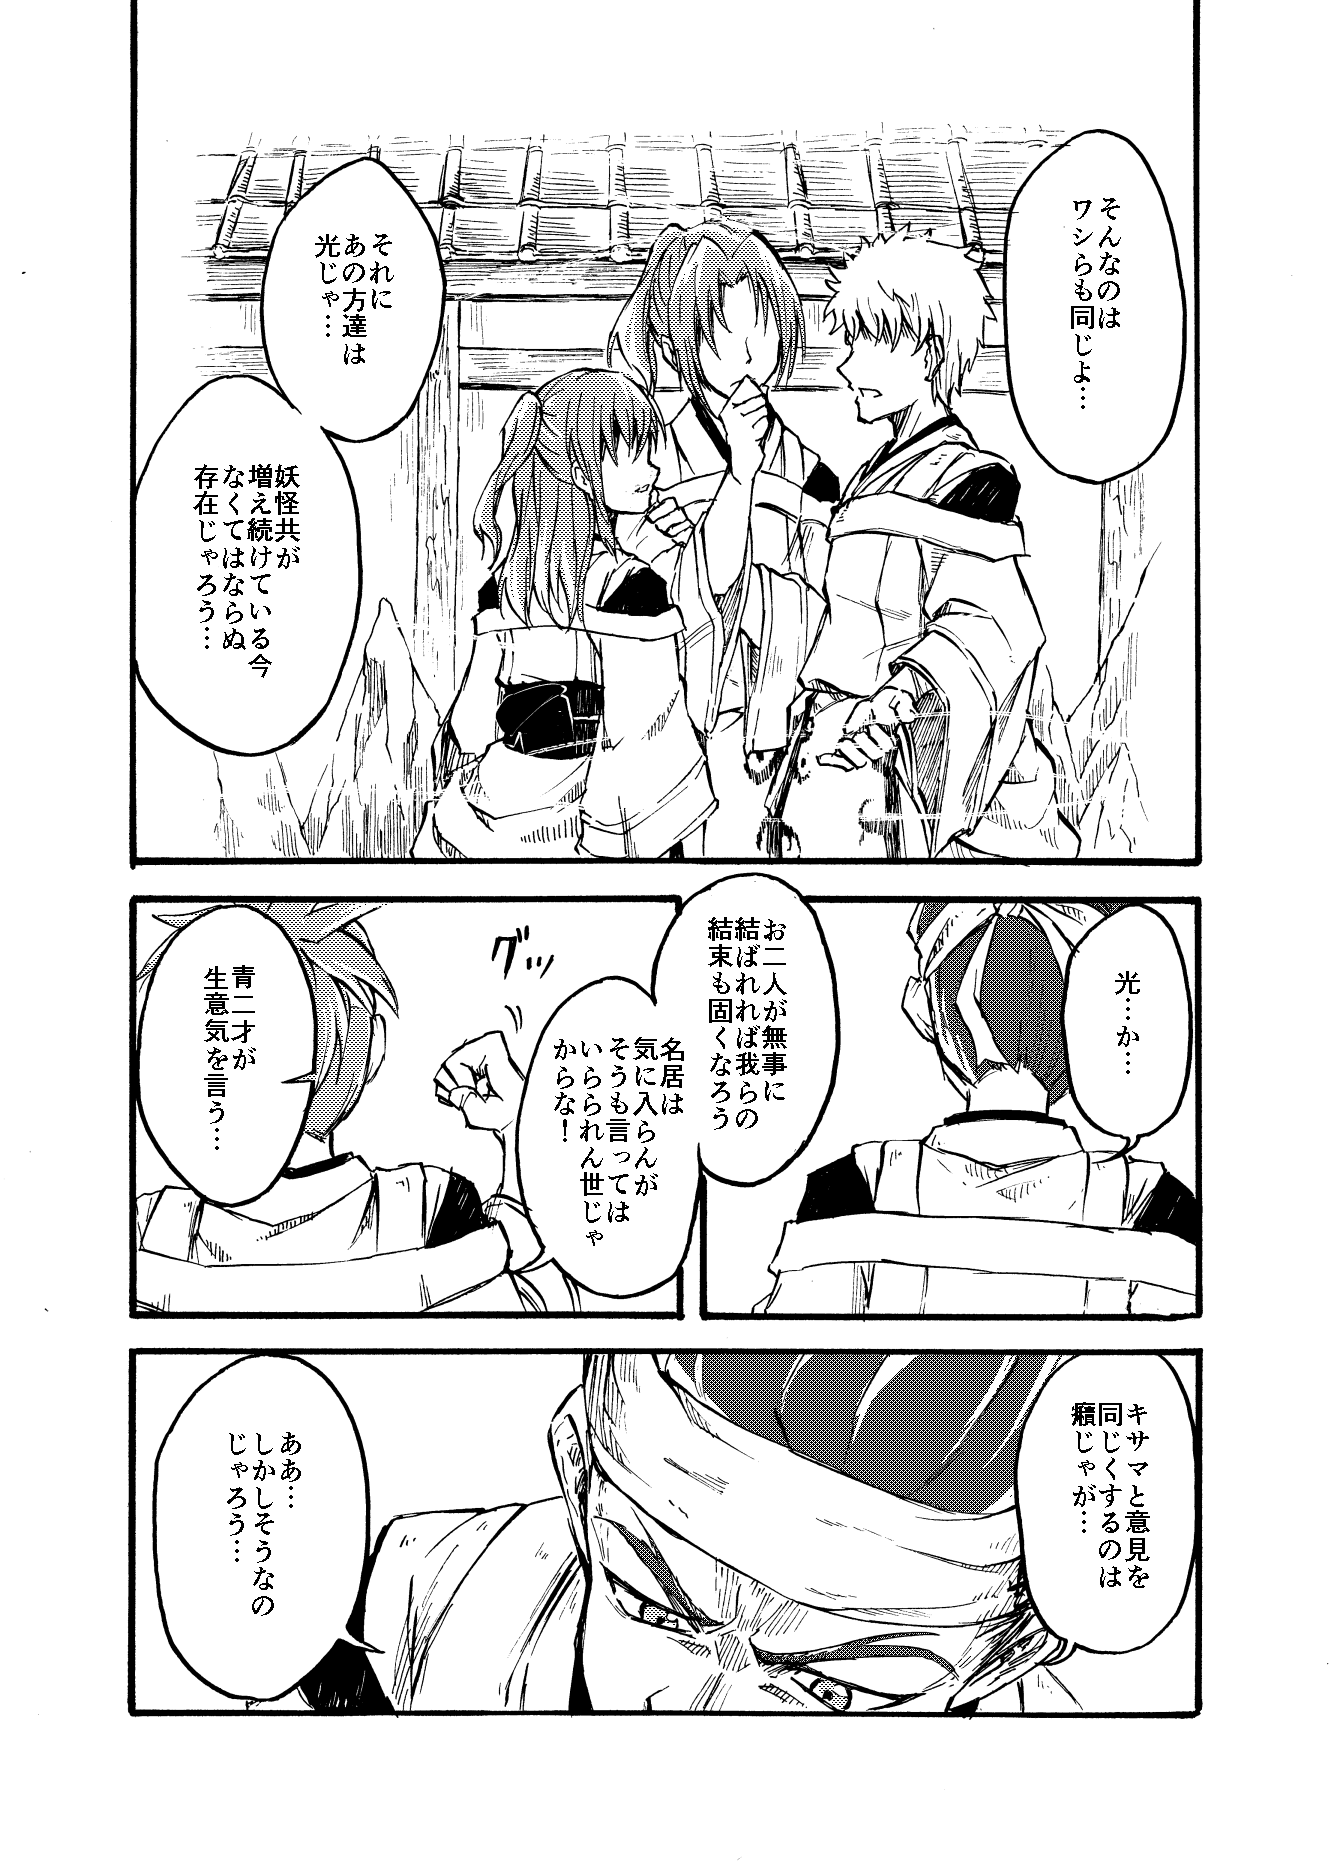 そんなのは
ワシらも同じよ…
それに
あの方達は
光じゃ…
妖怪共が
増え続けている今
なくてはならぬ
存在じゃろう…
光…か…
お二人が無事に
結ばれれば我らの
結束も固くなろう
名居は
気に入らんが
そうも言っては
いられん世じゃ
からな！
グッ
青二才が
生意気を言う…
キサマと意見を
同じくするのは
癪じゃが…
ああ…
しかしそうなの
じゃろう…